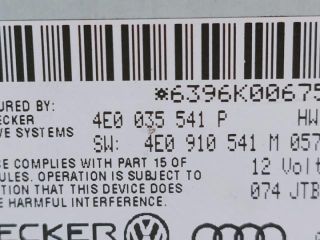 *6396K00675
URED BY:
ECKER
VE SYSTEMS
4E0 035 541 P HW
SW: 4E0 910 541 M 057
E COMPLIES WITH PART 15 OF
ULES. OPERATION IS SUBJECT TO
TION THAT THIS DEVICE DOES
E HARMFUL INTERFERENCE.
12 Volt
074 JTB
ECKER